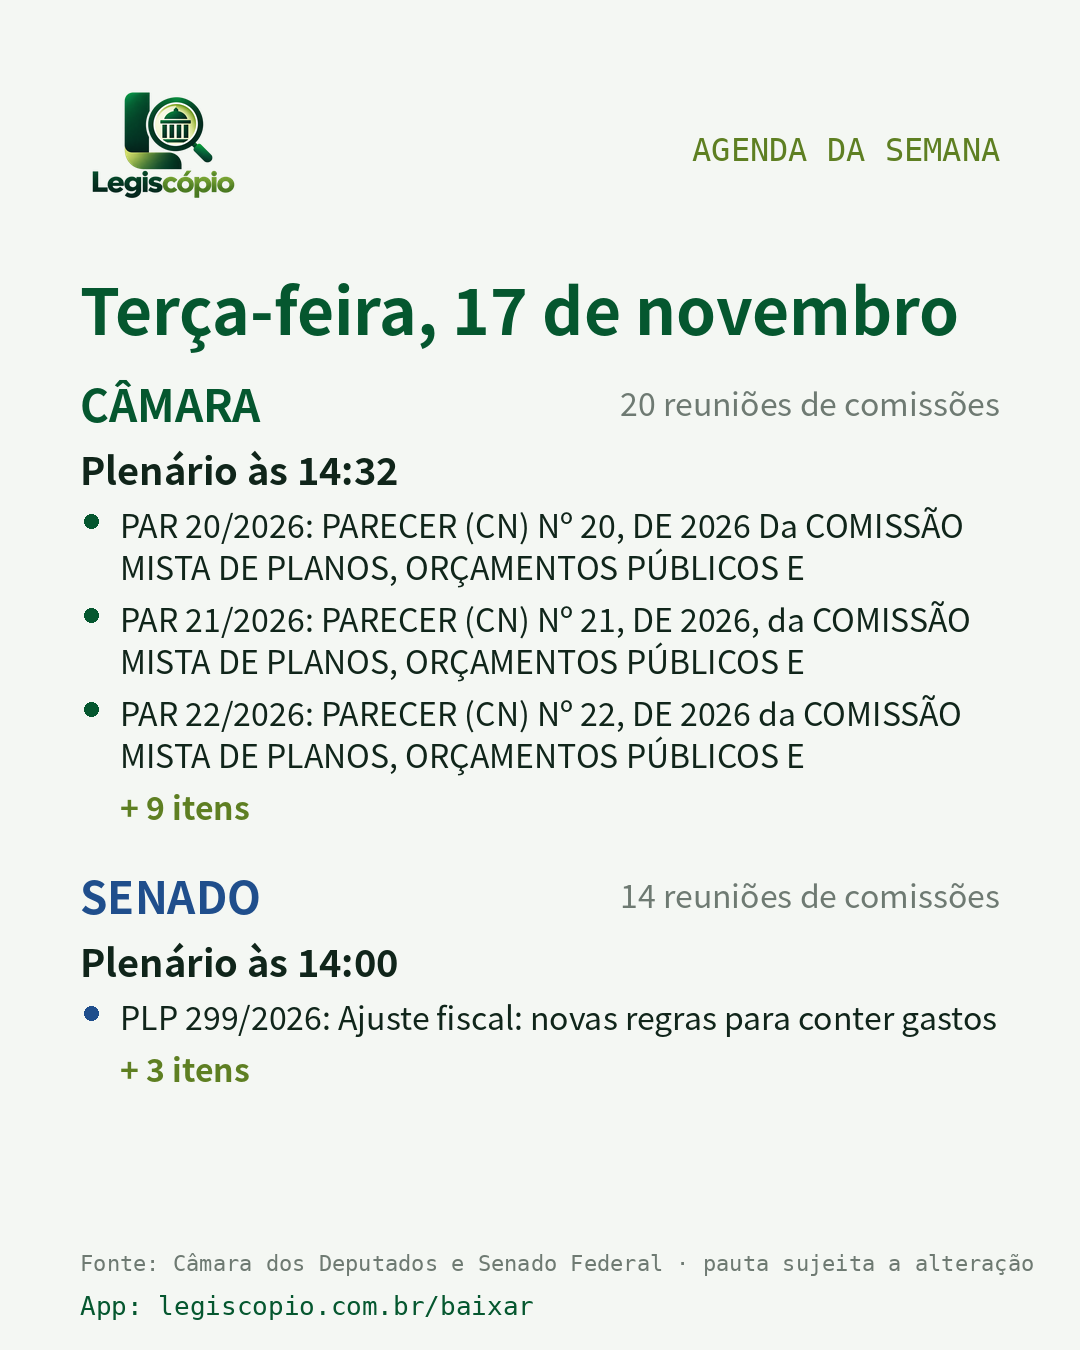 Legiscópio
AGENDA DA SEMANA
Terça-feira, 17 de novembro
CÂMARA
20 reuniões de comissões
Plenário às 14:32
PAR 20/2026: PARECER (CN) Nº 20, DE 2026 Da COMISSÃO
MISTA DE PLANOS, ORÇAMENTOS PÚBLICOS E
PAR 21/2026: PARECER (CN) Nº 21, DE 2026, da COMISSÃO
MISTA DE PLANOS, ORÇAMENTOS PÚBLICOS E
PAR 22/2026: PARECER (CN) Nº 22, DE 2026 da COMISSÃO
MISTA DE PLANOS, ORÇAMENTOS PÚBLICOS E
+ 9 itens
SENADO
14 reuniões de comissões
Plenário às 14:00
PLP 299/2026: Ajuste fiscal: novas regras para conter gastos
+ 3 itens
Fonte: Câmara dos Deputados e Senado Federal · pauta sujeita a alteração
App: legiscopio.com.br/baixar